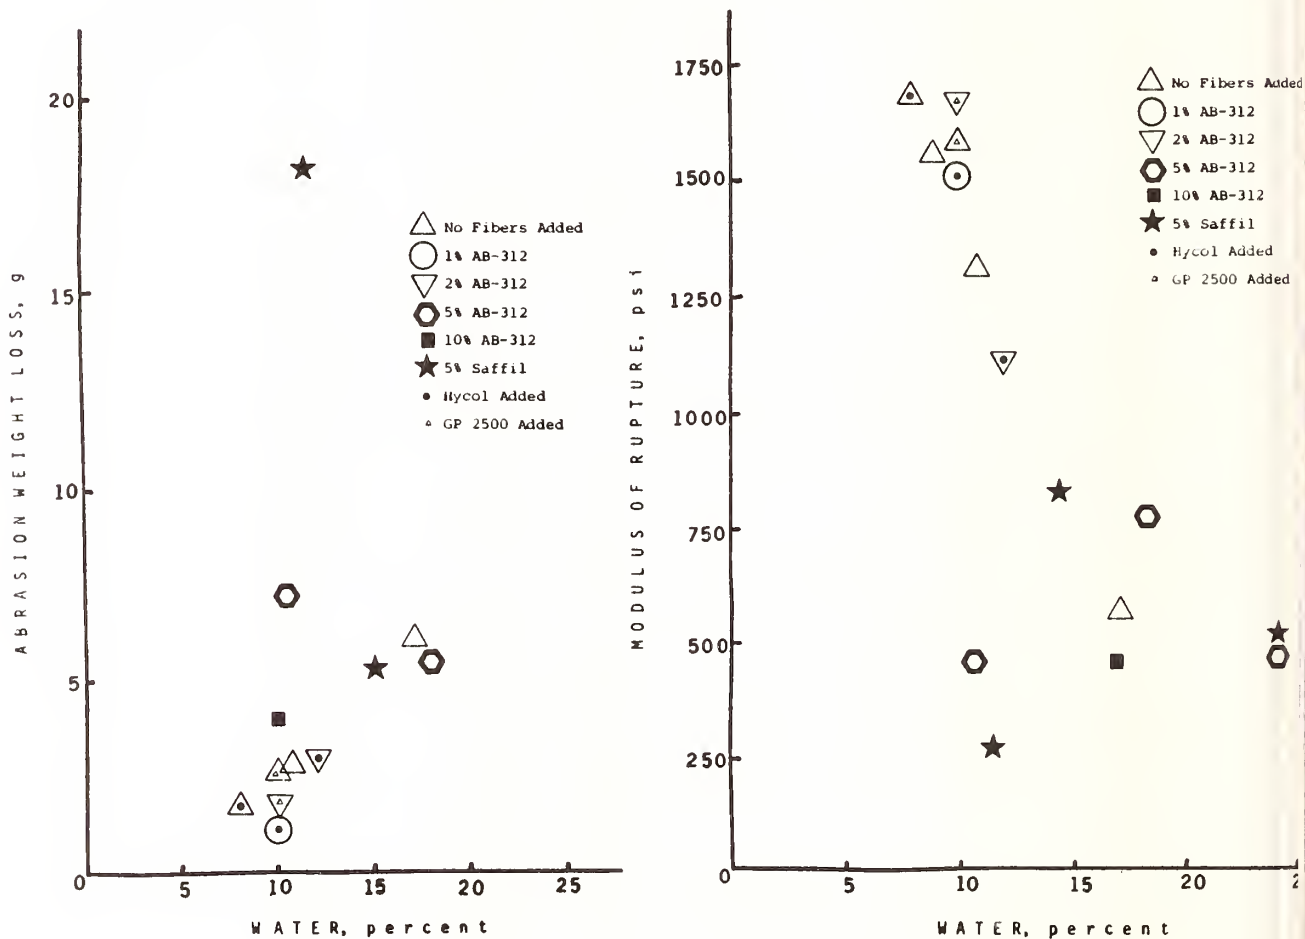 ABRASION WEIGHT LOSS, g
20
15
10
5
0
5
10
15
20
25
WATER, percent
No Fibers Added
1% AB-312
2% AB-312
5% AB-312
10% AB-312
5% Saffil
Hycol Added
GP 2500 Added
MODULUS OF RUPTURE, psi
1750
1500
1250
1000
750
500
250
0
5
10
15
20
2
WATER, percent
No Fibers Added
1% AB-312
2% AB-312
5% AB-312
10% AB-312
5% Saffil
Hycol Added
GP 2500 Added